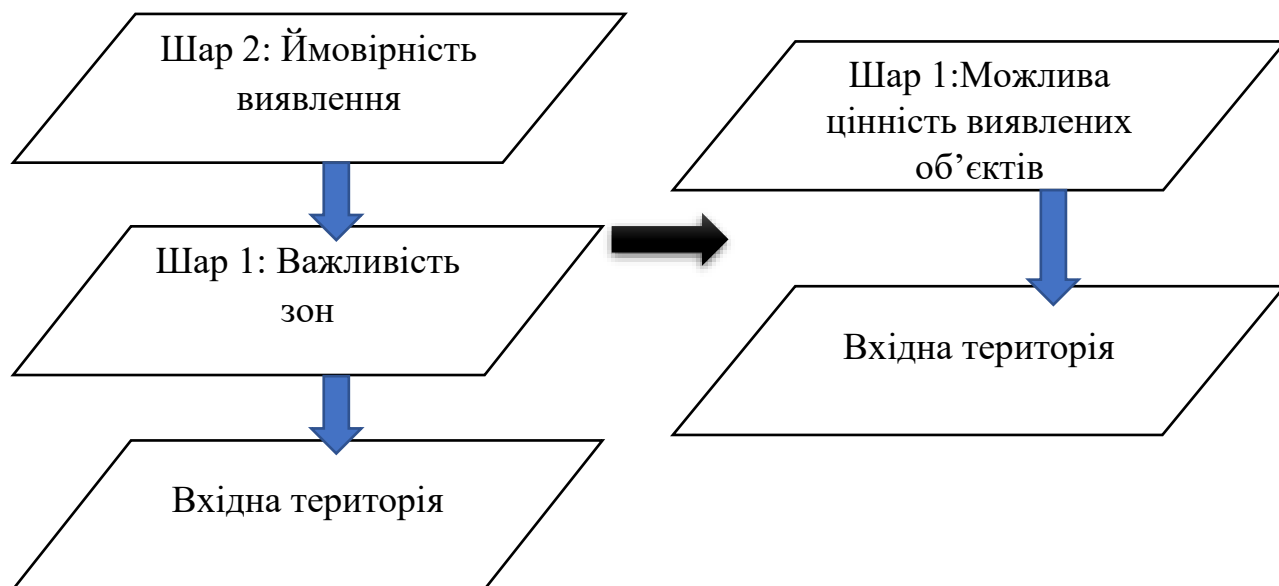 Шар 2: Ймовірність
виявлення
Шар 1: Важливість
зон
Вхідна територія
Шар 1:Можлива
цінність виявлених
об’єктів
Вхідна територія